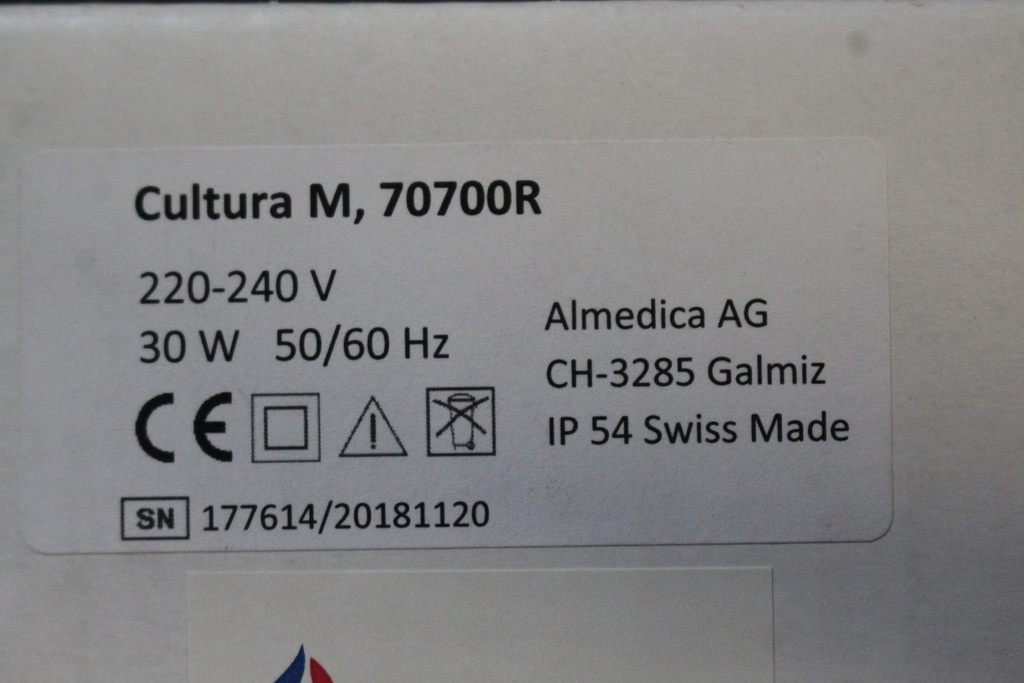 Cultura M, 70700R
220-240 V
30 W 50/60 Hz
Almedica AG
CH-3285 Galmiz
IP 54 Swiss Made
CE
SN 177614/20181120